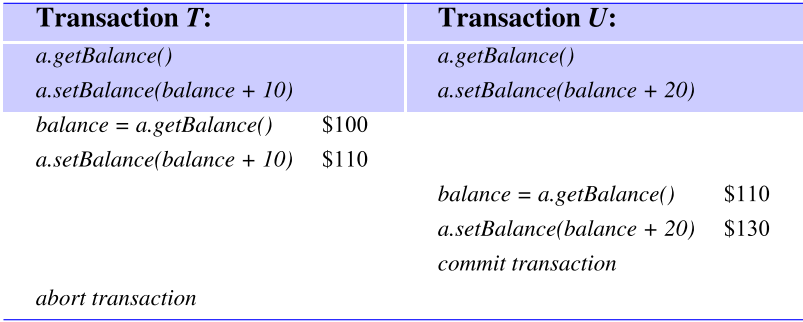 Transaction T: Transaction U:
a.getBalance() a.getBalance()
a.setBalance(balance + 10) a.setBalance(balance + 20)
balance = a.getBalance() $100
a.setBalance(balance + 10) $110
balance = a.getBalance() $110
a.setBalance(balance + 20) $130
commit transaction
abort transaction